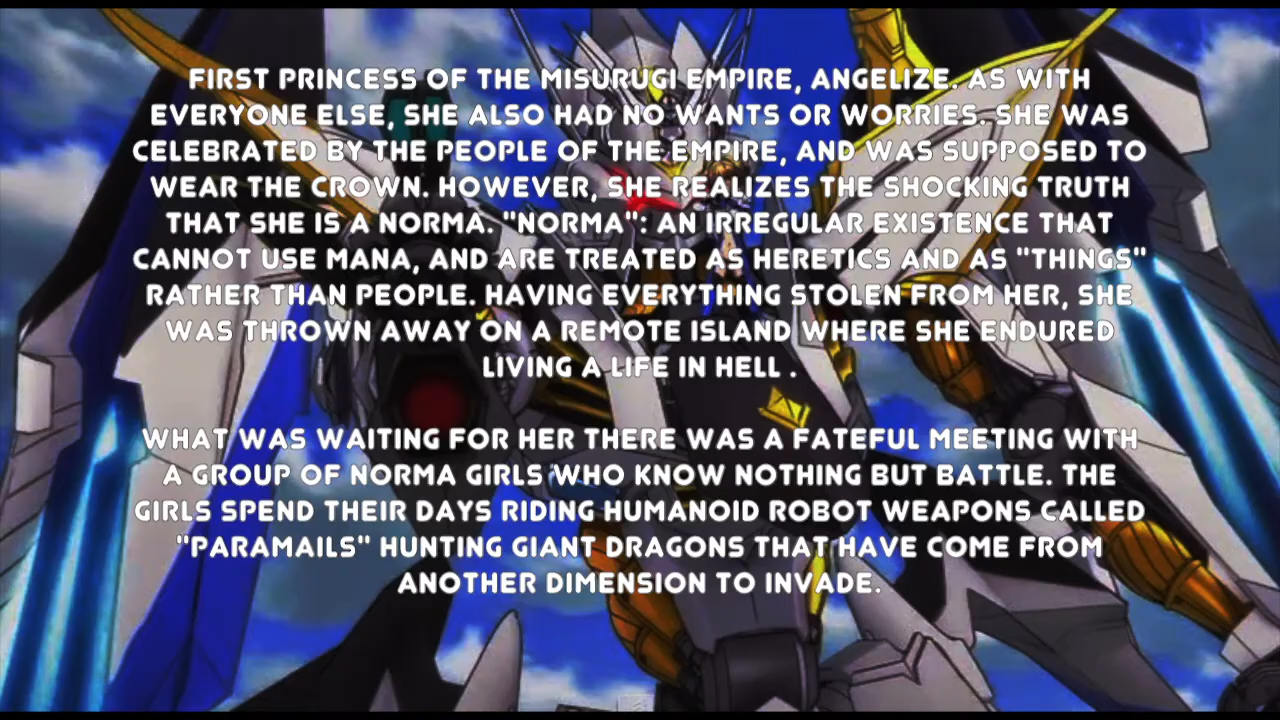 FIRST PRINCESS OF THE MISURUGI EMPIRE, ANGELIZE. AS WITH
EVERYONE ELSE, SHE ALSO HAD NO WANTS OR WORRIES. SHE WAS
CELEBRATED BY THE PEOPLE OF THE EMPIRE, AND WAS SUPPOSED TO
WEAR THE CROWN. HOWEVER, SHE REALIZES THE SHOCKING TRUTH
THAT SHE IS A NORMA. "NORMA": AN IRREGULAR EXISTENCE THAT
CANNOT USE MANA, AND ARE TREATED AS HERETICS AND AS "THINGS"
RATHER THAN PEOPLE. HAVING EVERYTHING STOLEN FROM HER, SHE
WAS THROWN AWAY ON A REMOTE ISLAND WHERE SHE ENDURED
LIVING A LIFE IN HELL .
WHAT WAS WAITING FOR HER THERE WAS A FATEFUL MEETING WITH
A GROUP OF NORMA GIRLS WHO KNOW NOTHING BUT BATTLE. THE
GIRLS SPEND THEIR DAYS RIDING HUMANOID ROBOT WEAPONS CALLED
"PARAMAILS" HUNTING GIANT DRAGONS THAT HAVE COME FROM
ANOTHER DIMENSION TO INVADE.